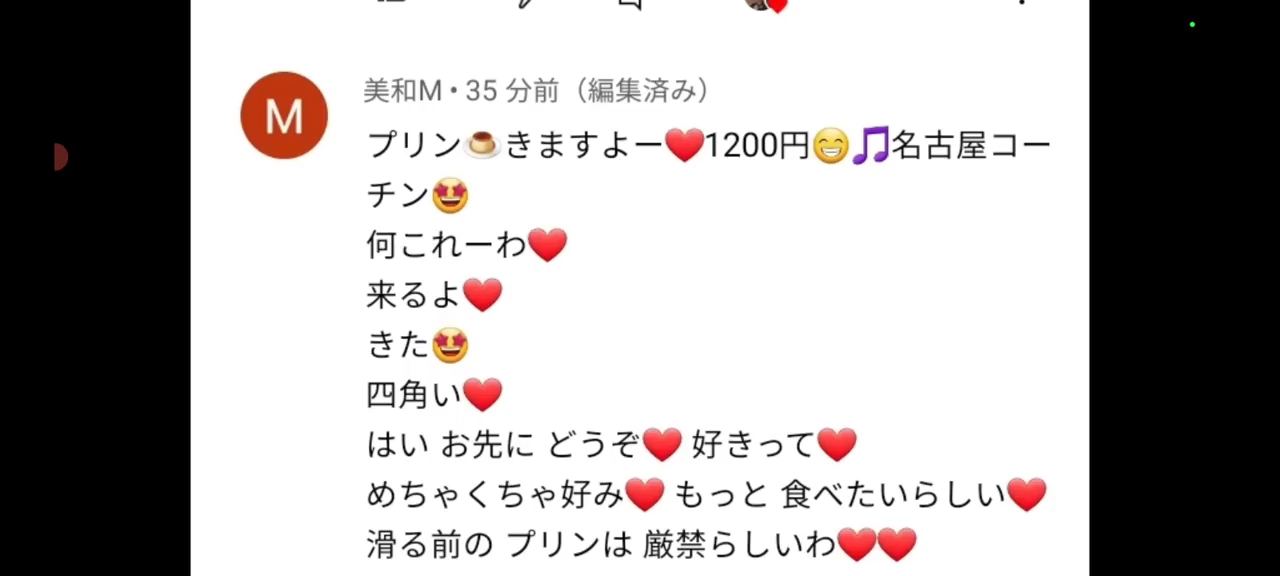 M
美和M • 35 分前（編集済み）
プリン🍮きますよー❤️1200円😁🎵名古屋コー
チン🤩
何これーわ❤️
来るよ❤️
きた🤩
四角い❤️
はい お先に どうぞ❤️ 好きって❤️
めちゃくちゃ好み❤️ もっと 食べたいらしい❤️
滑る前の プリンは 厳禁らしいわ❤️❤️